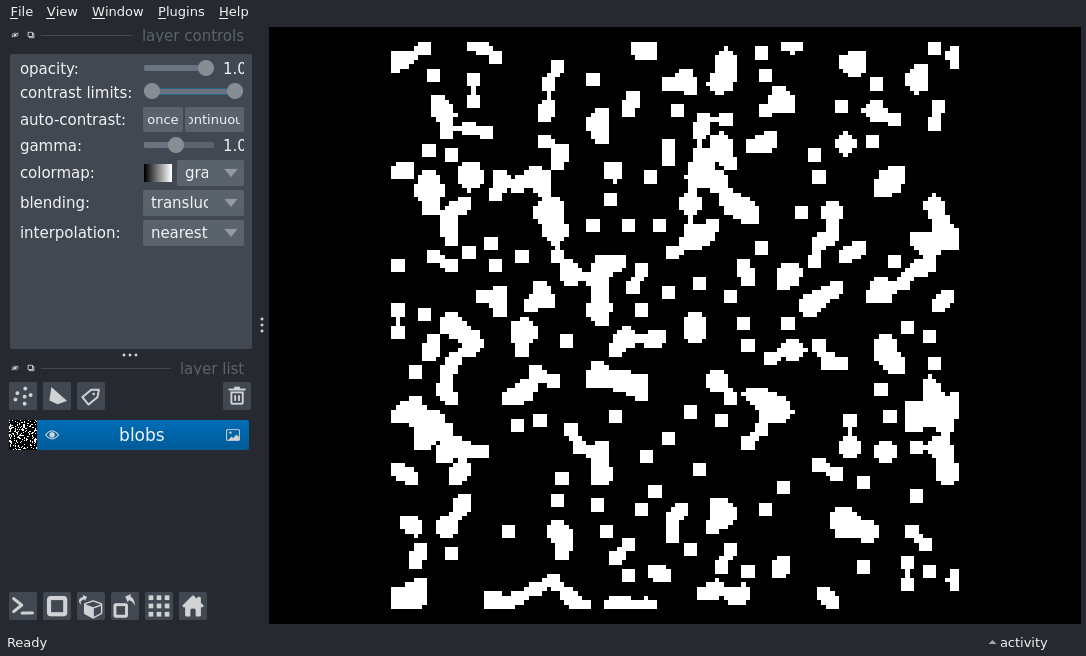 File View Window Plugins Help
layer controls
opacity: 1.0
contrast limits:
auto-contrast: once ontinuou
gamma: 1.0
colormap: gra
blending: transluc
interpolation: nearest
layer list
blobs
Ready
activity